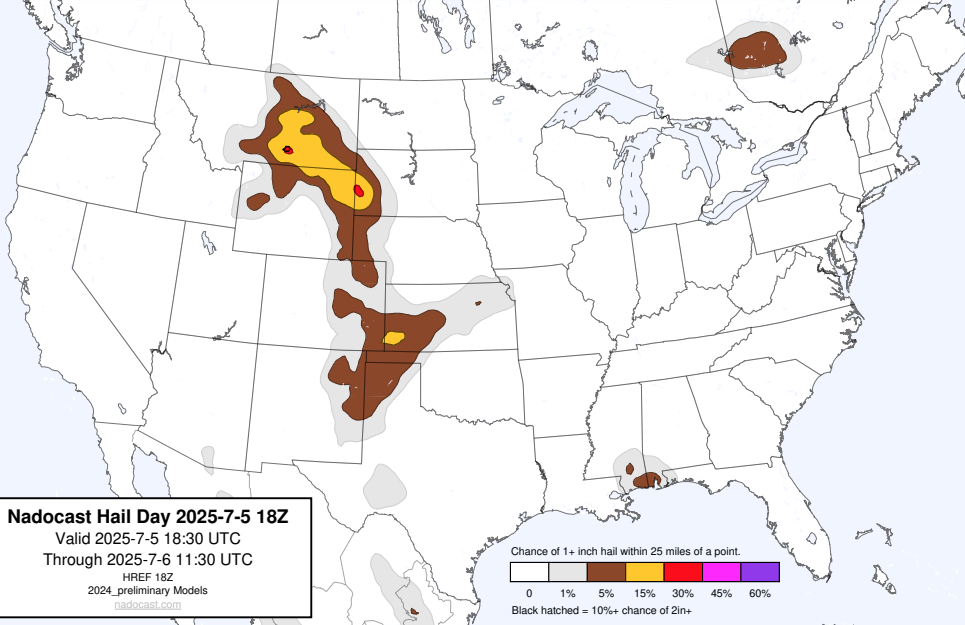 Nadocast Hail Day 2025-7-5 18Z
Valid 2025-7-5 18:30 UTC
Through 2025-7-6 11:30 UTC
HREF 18Z
2024_preliminary Models
nadocast.com
Chance of 1+ inch hail within 25 miles of a point.
0 1% 5% 15% 30% 45% 60%
Black hatched = 10%+ chance of 2in+